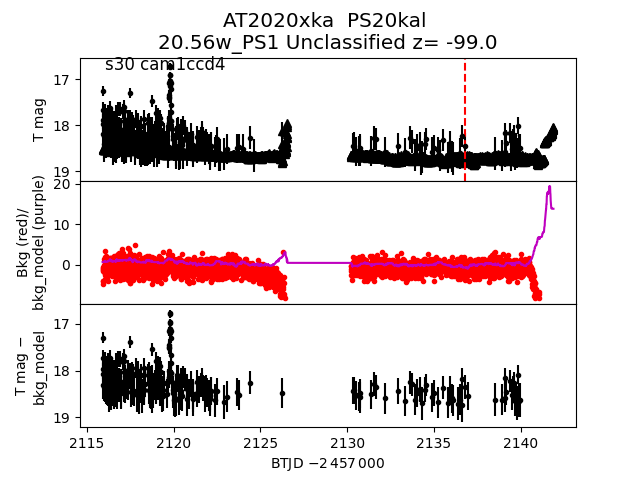 AT2020xka  PS20kal
20.56w_PS1 Unclassified z= -99.0
s30 cam1ccd4
17
18
19
T mag
20
10
0
Bkg (red)/
bkg_model (purple)
17
18
19
T mag −
bkg_model
2115
2120
2125
2130
2135
2140
BTJD −2 457 000